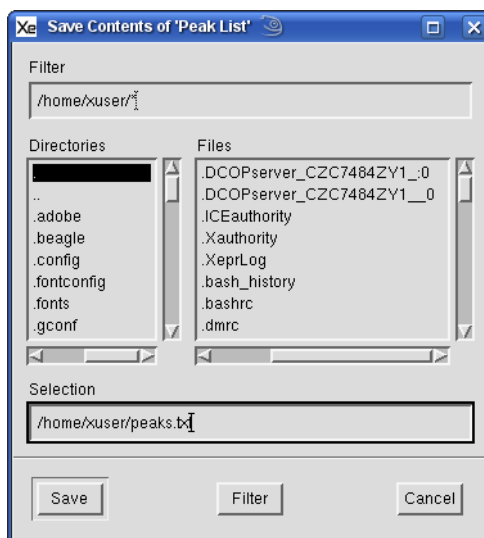 Xe Save Contents of 'Peak List'
Filter
/home/xuser/*
Directories
.
..
.adobe
.beagle
.config
.fontconfig
.fonts
.gconf
Files
.DCOPserver_CZC7484ZY1_:0
.DCOPserver_CZC7484ZY1__0
.ICEauthority
.Xauthority
.XeprLog
.bash_history
.bashrc
.dmrc
Selection
/home/xuser/peaks.txt
Save Filter Cancel